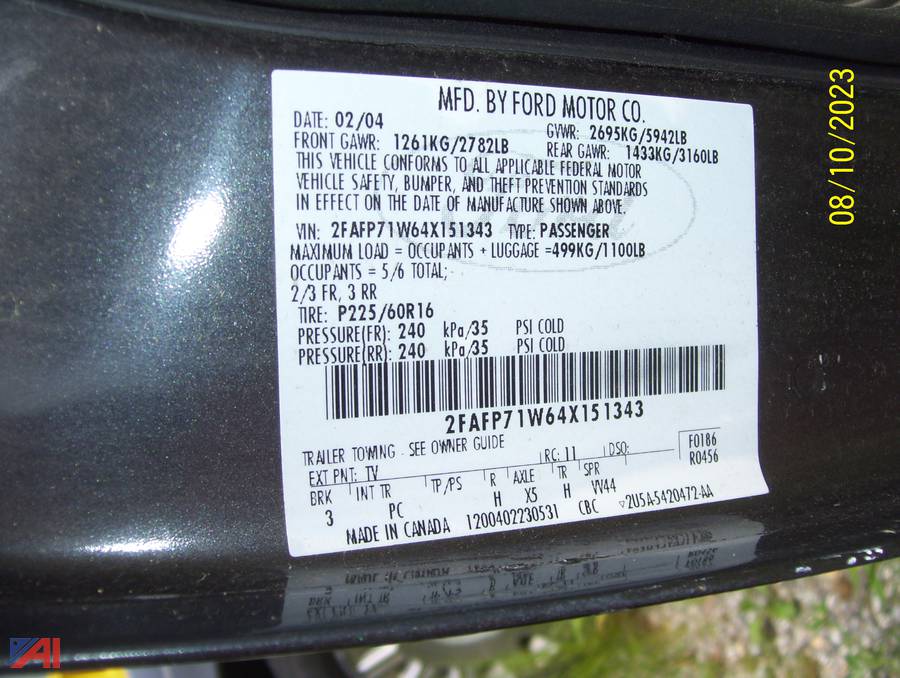 MFD. BY FORD MOTOR CO.
DATE: 02/04
GVWR: 2695KG/5942LB
FRONT GAWR: 1261KG/2782LB
REAR GAWR: 1433KG/3160LB
THIS VEHICLE CONFORMS TO ALL APPLICABLE FEDERAL MOTOR
VEHICLE SAFETY, BUMPER, AND THEFT PREVENTION STANDARDS
IN EFFECT ON THE DATE OF MANUFACTURE SHOWN ABOVE.
VIN: 2FAFP71W64X151343 TYPE: PASSENGER
MAXIMUM LOAD = OCCUPANTS + LUGGAGE =499KG/1100LB
OCCUPANTS = 5/6 TOTAL;
2/3 FR, 3 RR
TIRE: P225/60R16
PRESSURE(FR): 240 kPa/35 PSI COLD
PRESSURE(RR): 240 kPa/35 PSI COLD
2FAFP71W64X151343
TRAILER TOWING - SEE OWNER GUIDE
F0186
EXT PNT: TV RC: 11 DSO: R0456
BRK INT TR TP/PS R AXLE TR SPR
3 PC H X5 H VV44
MADE IN CANADA 1200402230531 CBC ▽2U5A-5420472-AA
08/10/2023
AI